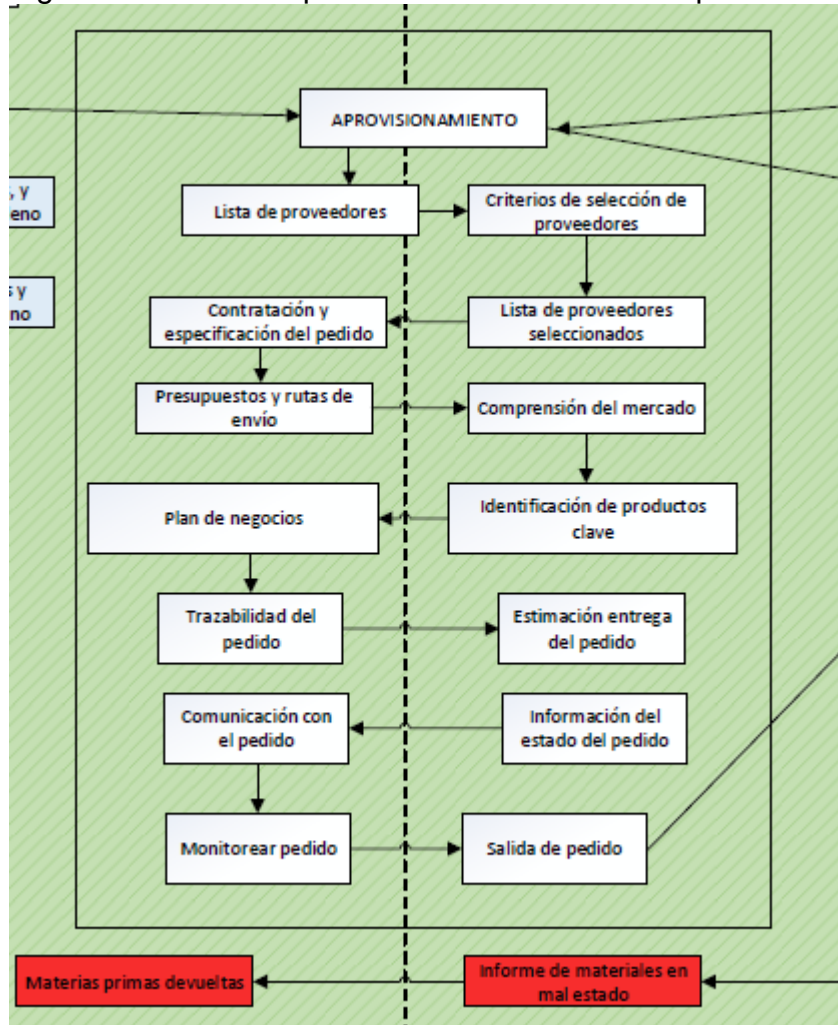 APROVISIONAMIENTO
, y
eno
Lista de proveedores
Criterios de selección de
proveedores
s y
no
Contratación y
especificación del pedido
Lista de proveedores
seleccionados
Presupuestos y rutas de
envío
Comprensión del mercado
Plan de negocios
Identificación de productos
clave
Trazabilidad del
pedido
Estimación entrega
del pedido
Comunicación con
el pedido
Información del
estado del pedido
Monitorear pedido
Salida de pedido
Materias primas devueltas
Informe de materiales en
mal estado